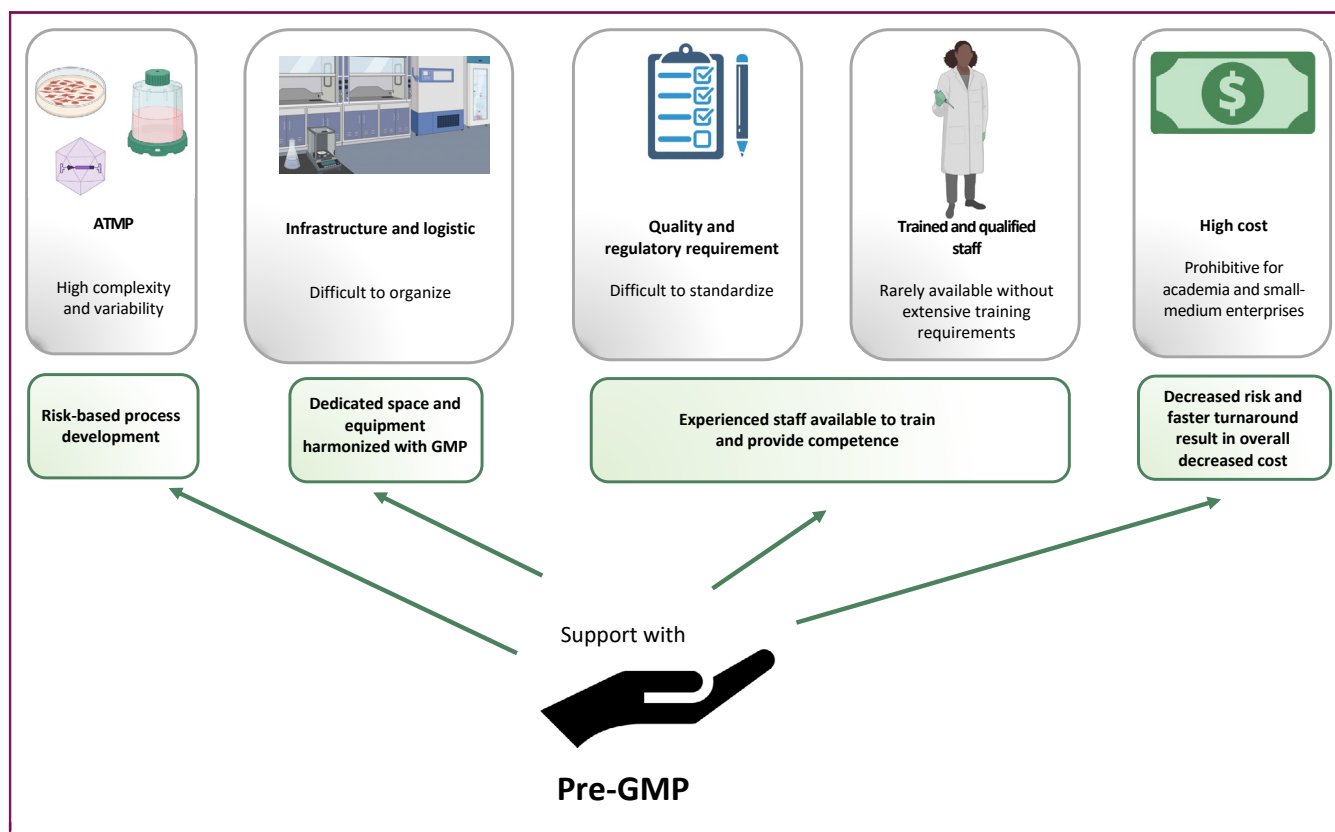 ATMP
High complexity
and variability
Infrastructure and logistic
Difficult to organize
Quality and
regulatory requirement
Difficult to standardize
Trained and qualified
staff
Rarely available without
extensive training
requirements
$
High cost
Prohibitive for
academia and small-
medium enterprises
Risk-based process
development
Dedicated space and
equipment
harmonized with GMP
Experienced staff available to train
and provide competence
Decreased risk and
faster turnaround
result in overall
decreased cost
Support with
Pre-GMP